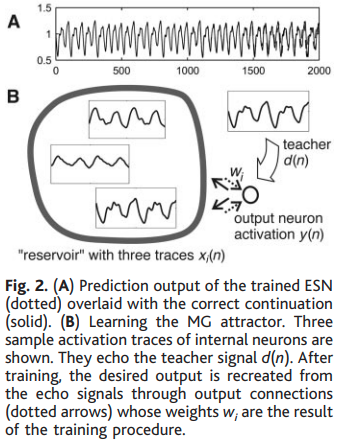 A
1.5
1
0.5
0 500 1000 1500 2000
B
teacher
d(n)
wi
output neuron
activation y(n)
"reservoir" with three traces xi(n)
Fig. 2. (A) Prediction output of the trained ESN
(dotted) overlaid with the correct continuation
(solid). (B) Learning the MG attractor. Three
sample activation traces of internal neurons are
shown. They echo the teacher signal d(n). After
training, the desired output is recreated from
the echo signals through output connections
(dotted arrows) whose weights wi are the result
of the training procedure.